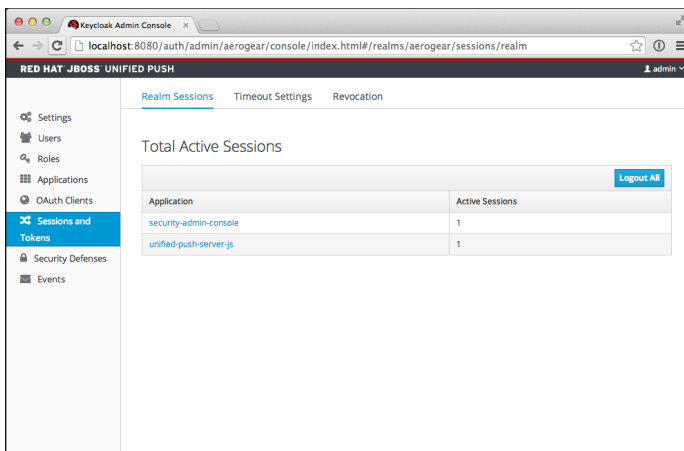 Keycloak Admin Console
localhost:8080/auth/admin/aerogear/console/index.html#/realms/aerogear/sessions/realm
RED HAT JBOSS UNIFIED PUSH
admin
Realm Sessions Timeout Settings Revocation
Settings
Users
Roles
Applications
OAuth Clients
Sessions and
Tokens
Security Defenses
Events
Total Active Sessions
Logout All
Application Active Sessions
security-admin-console 1
unified-push-server-js 1